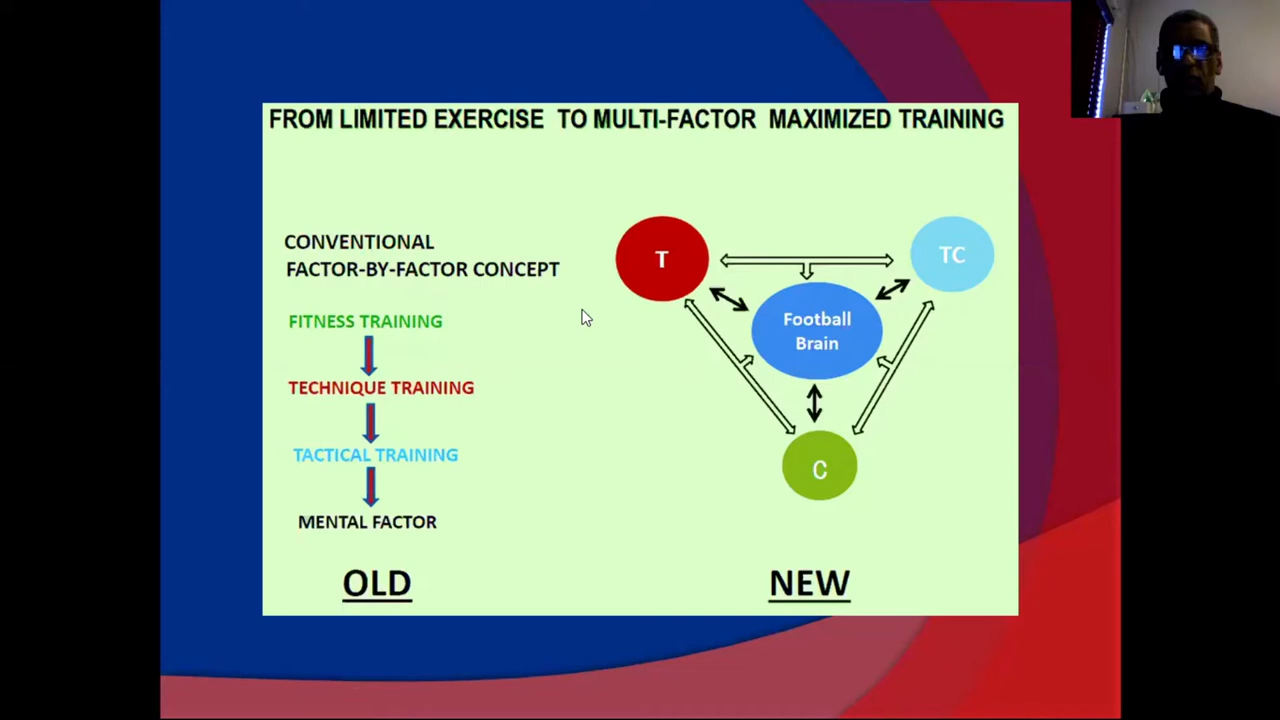 FROM LIMITED EXERCISE TO MULTI-FACTOR MAXIMIZED TRAINING
CONVENTIONAL
FACTOR-BY-FACTOR CONCEPT
FITNESS TRAINING
TECHNIQUE TRAINING
TACTICAL TRAINING
MENTAL FACTOR
OLD
T
TC
Football
Brain
C
NEW